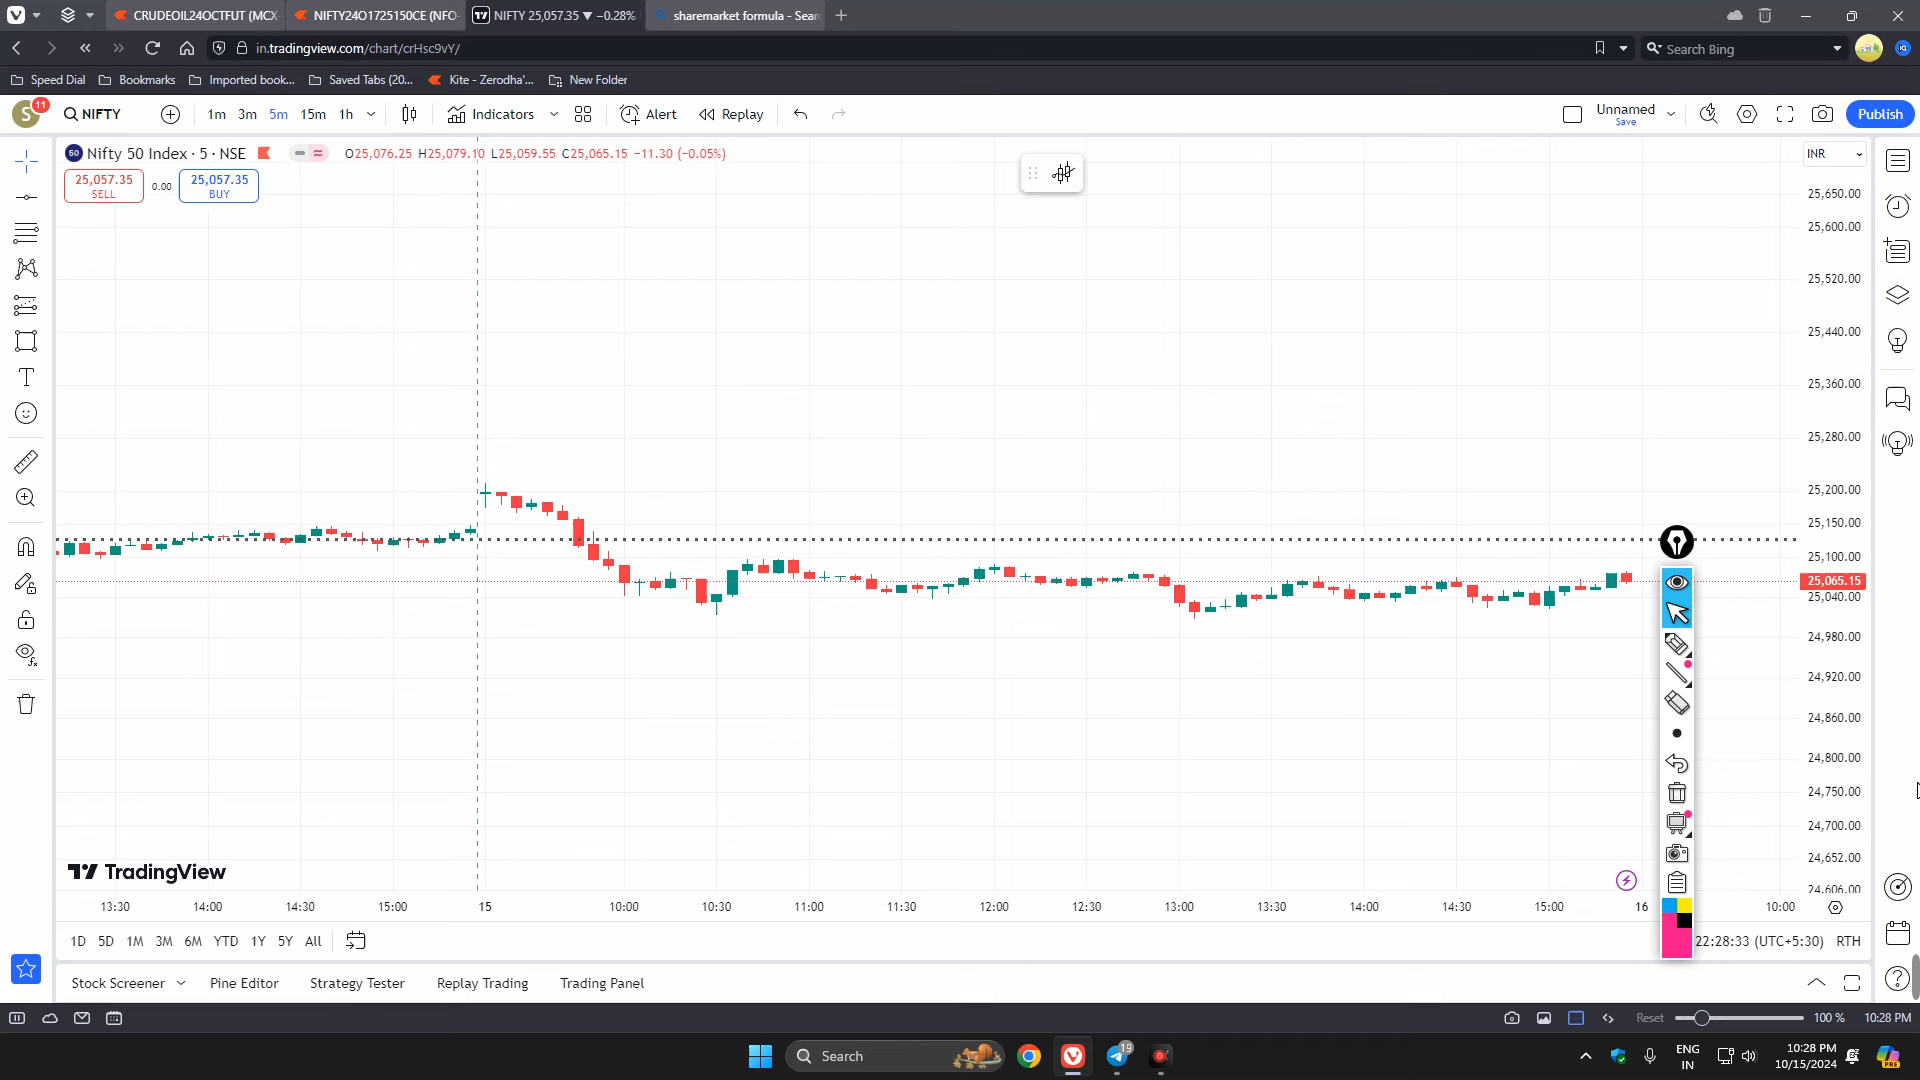 CRUDEOIL24OCTFUT (MCX
NIFTY24O1725150CE (NFO
NIFTY 25,057.35 ▼ −0.28%
sharemarket formula - Sear
in.tradingview.com/chart/crHsc9vY/
Search Bing
Speed Dial
Bookmarks
Imported book...
Saved Tabs (20...
Kite - Zerodha'...
New Folder
S
11
NIFTY
1m 3m 5m 15m 1h
Indicators
Alert
Replay
Unnamed
Save
Publish
50
Nifty 50 Index · 5 · NSE
O25,076.25 H25,079.10 L25,059.55 C25,065.15 −11.30 (−0.05%)
INR
25,057.35
SELL
0.00
25,057.35
BUY
25,650.00
25,600.00
25,520.00
25,440.00
25,360.00
25,280.00
25,200.00
25,150.00
25,100.00
25,065.15
25,040.00
24,980.00
24,920.00
24,860.00
24,800.00
24,750.00
24,700.00
24,652.00
24,606.00
TradingView
13:30 14:00 14:30 15:00 15 10:00 10:30 11:00 11:30 12:00 12:30 13:00 13:30 14:00 14:30 15:00 16 10:00
1D 5D 1M 3M 6M YTD 1Y 5Y All
22:28:33 (UTC+5:30) RTH
Stock Screener
Pine Editor
Strategy Tester
Replay Trading
Trading Panel
Reset
100 %
10:28 PM
Search
19
ENG
IN
10:28 PM
10/15/2024
PRE